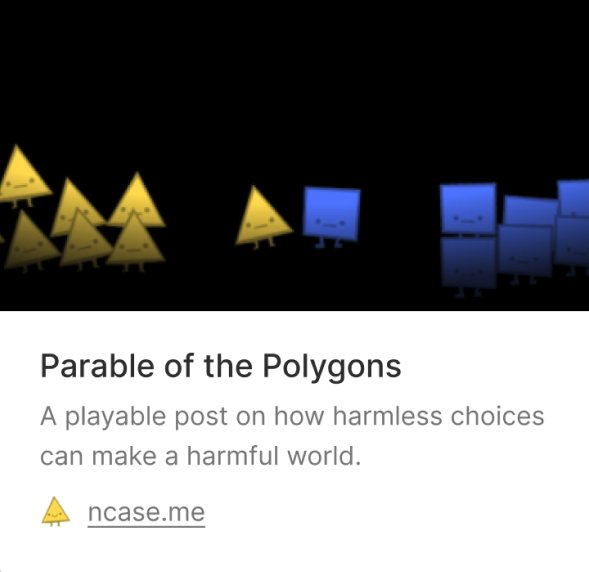 Parable of the Polygons
A playable post on how harmless choices
can make a harmful world.
ncase.me